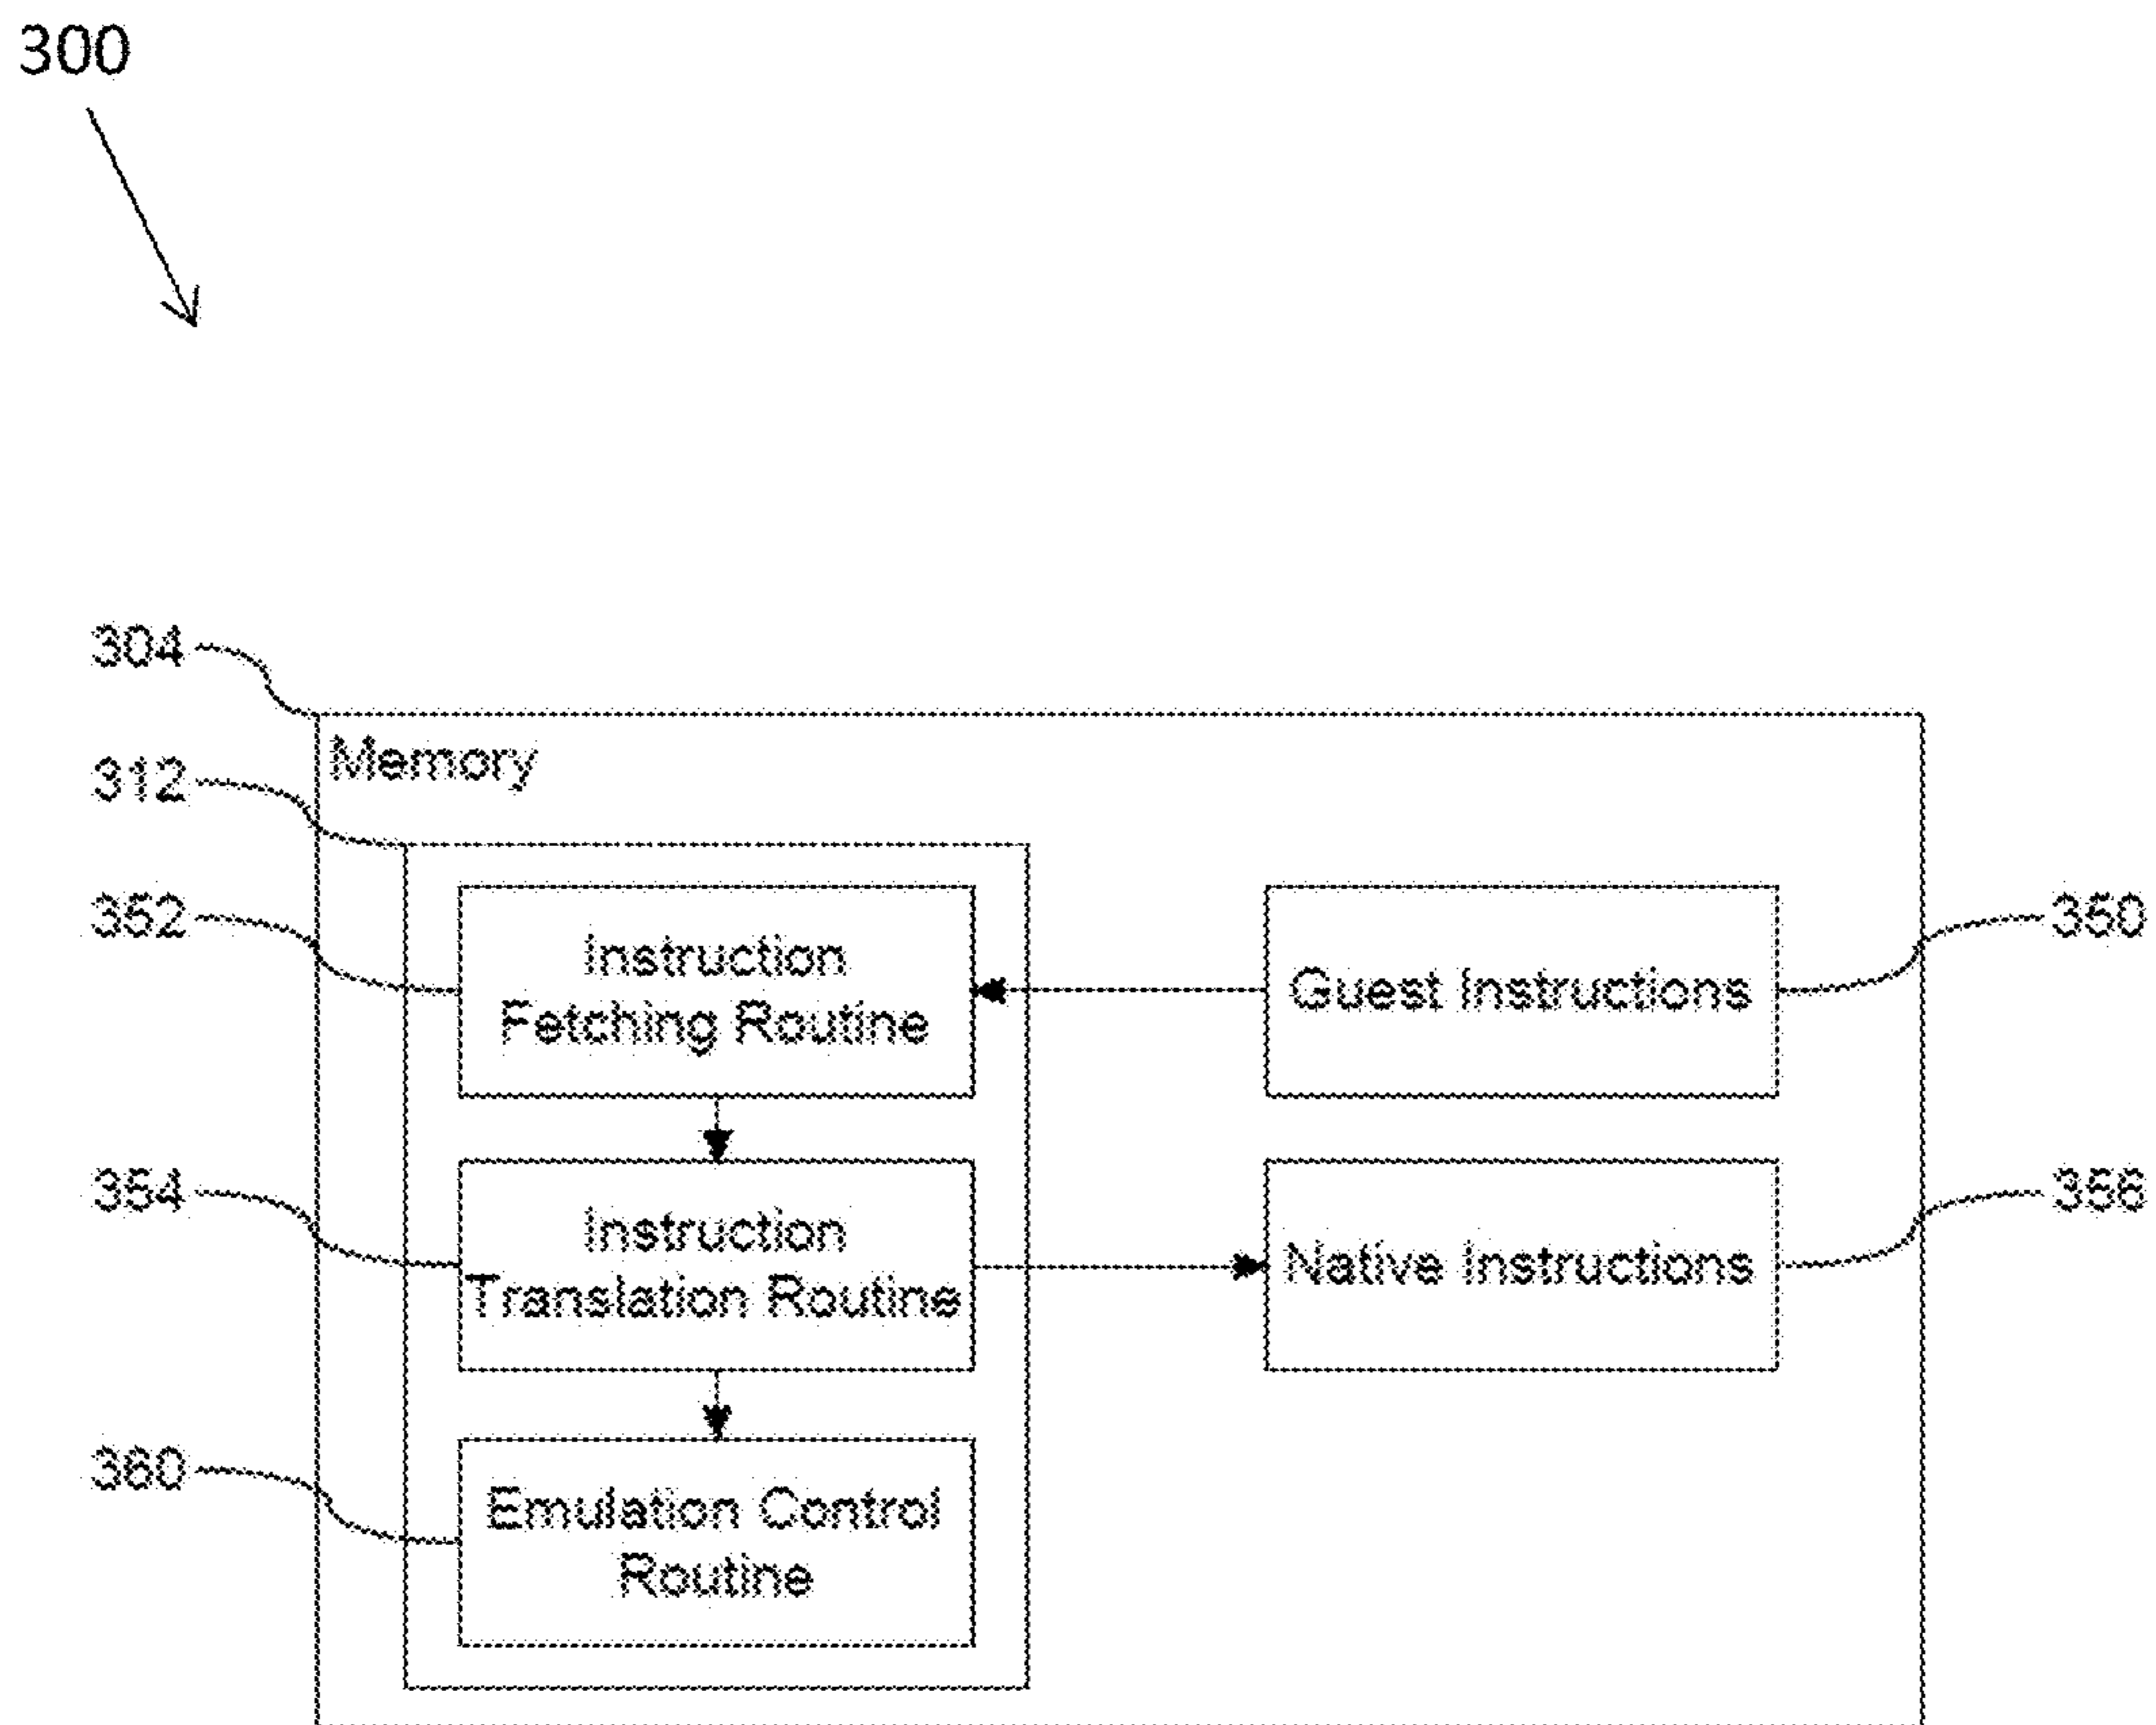 300
304
Memory
312
352
Instruction
Fetching Routine
Guest Instructions
350
354
Instruction
Translation Routine
Native Instructions
356
360
Emulation Control
Routine